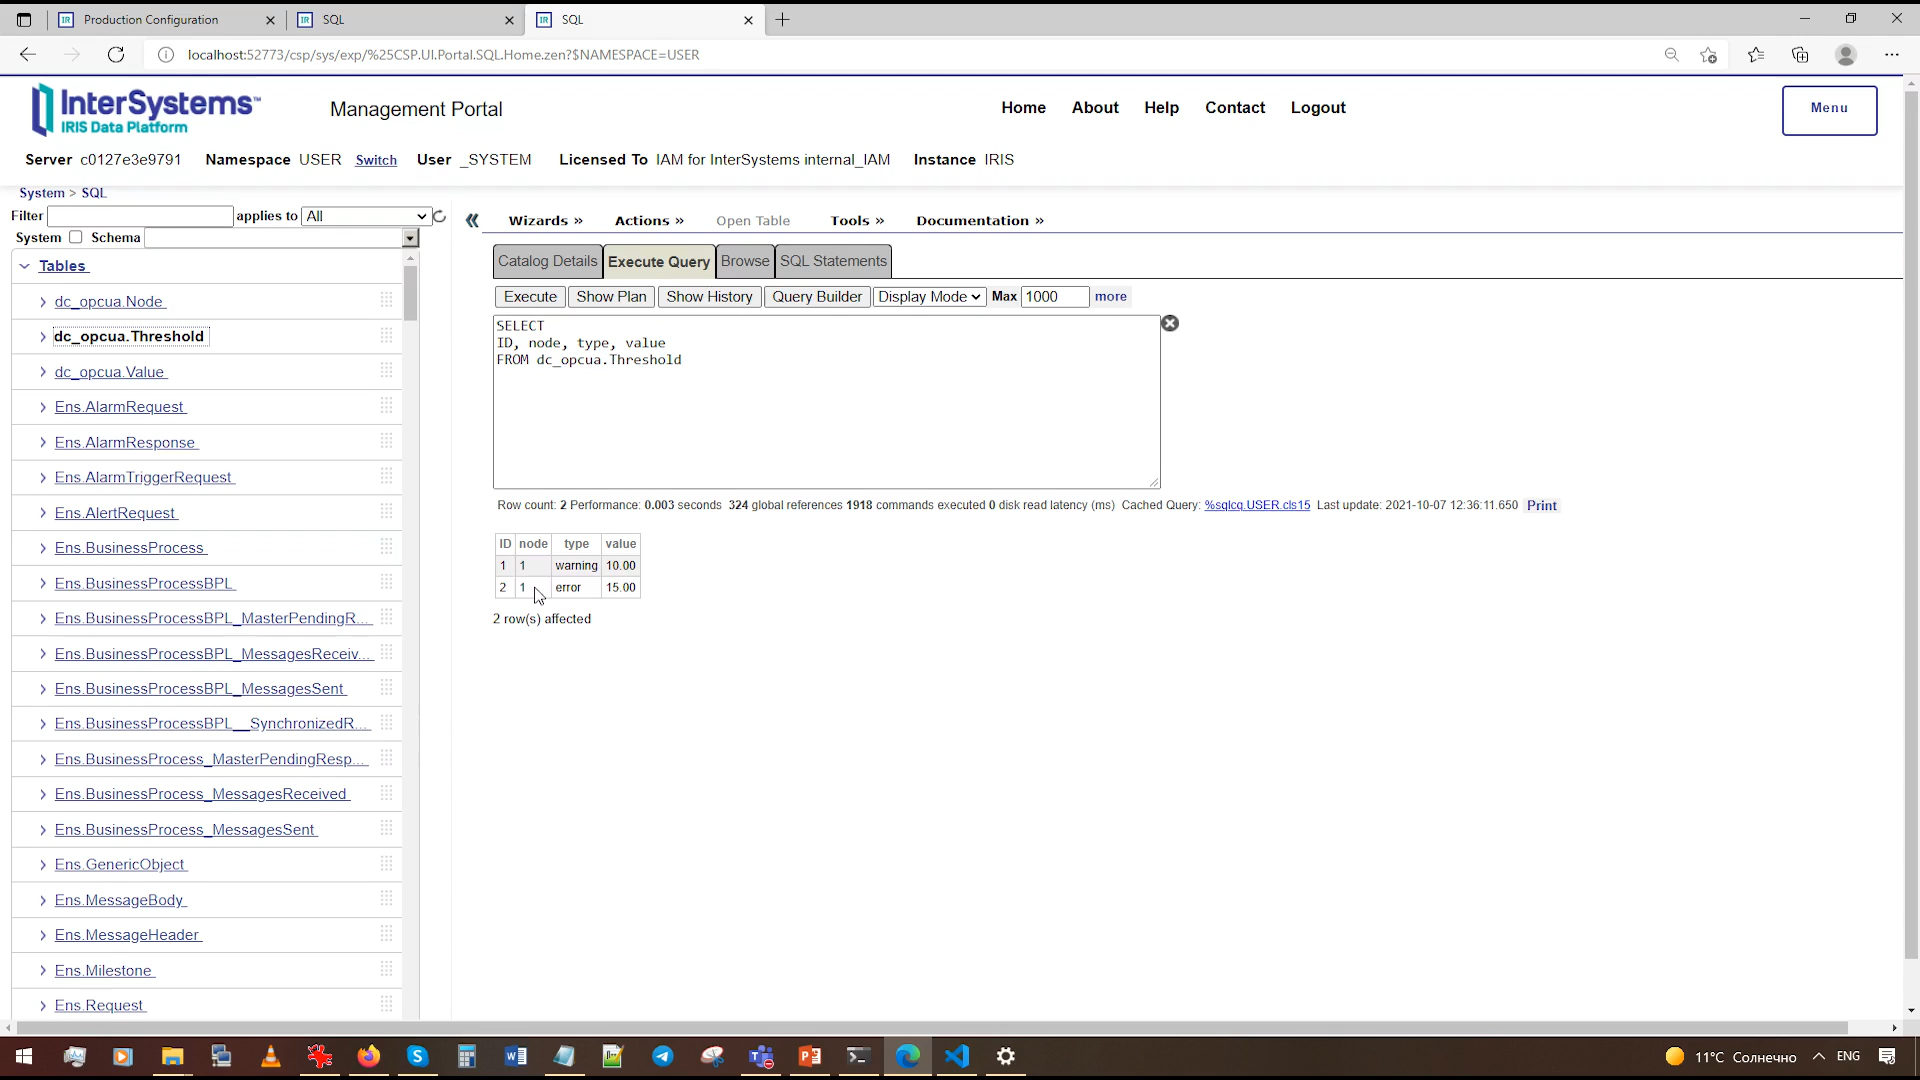 Production Configuration
SQL
SQL
localhost:52773/csp/sys/exp/%25CSP.UI.Portal.SQL.Home.zen?$NAMESPACE=USER
InterSystems™
IRIS Data Platform
Management Portal
Home About Help Contact Logout
Menu
Server c0127e3e9791 Namespace USER Switch User _SYSTEM Licensed To IAM for InterSystems internal_IAM Instance IRIS
System > SQL
Filter applies to All
System Schema
Tables
dc_opcua.Node
dc_opcua.Threshold
dc_opcua.Value
Ens.AlarmRequest
Ens.AlarmResponse
Ens.AlarmTriggerRequest
Ens.AlertRequest
Ens.BusinessProcess
Ens.BusinessProcessBPL
Ens.BusinessProcessBPL_MasterPendingR...
Ens.BusinessProcessBPL_MessagesReceiv...
Ens.BusinessProcessBPL_MessagesSent
Ens.BusinessProcessBPL__SynchronizedR...
Ens.BusinessProcess_MasterPendingResp...
Ens.BusinessProcess_MessagesReceived
Ens.BusinessProcess_MessagesSent
Ens.GenericObject
Ens.MessageBody
Ens.MessageHeader
Ens.Milestone
Ens.Request
« Wizards » Actions » Open Table Tools » Documentation »
Catalog Details Execute Query Browse SQL Statements
Execute Show Plan Show History Query Builder Display Mode Max 1000 more
SELECT
ID, node, type, value
FROM dc_opcua.Threshold
Row count: 2 Performance: 0.003 seconds 324 global references 1918 commands executed 0 disk read latency (ms) Cached Query: %sqlcq.USER.cls15 Last update: 2021-10-07 12:36:11.650 Print
ID node type value
1 1 warning 10.00
2 1 error 15.00
2 row(s) affected
11°C Солнечно ENG